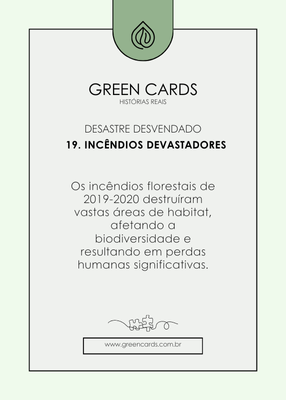 GREEN CARDS
HISTÓRIAS REAIS
DESASTRE DESVENDADO
19. INCÊNDIOS DEVASTADORES
Os incêndios florestais de
2019-2020 destruíram
vastas áreas de habitat,
afetando a
biodiversidade e
resultando em perdas
humanas significativas.
www.greencards.com.br